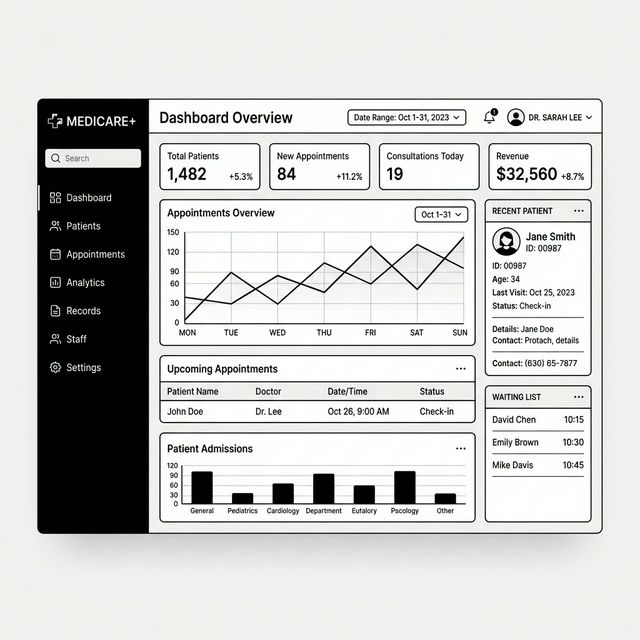 MEDICARE+
Search
Dashboard
Patients
Appointments
Analytics
Records
Staff
Settings
Dashboard Overview
Date Range: Oct 1-31, 2023
1
DR. SARAH LEE
Total Patients
1,482 +5.3%
New Appointments
84 +11.2%
Consultations Today
19
Revenue
$32,560 +8.7%
Appointments Overview
Oct 1-31
150
120
90
60
30
0
MON TUE WED THU FRI SAT SUN
Upcoming Appointments
Patient Name Doctor Date/Time Status
John Doe Dr. Lee Oct 26, 9:00 AM Check-in
Patient Admissions
120
90
60
30
0
General Pediatrics Cardiology Department Eutalory Pscology Other
RECENT PATIENT
Jane Smith
ID: 00987
ID: 00987
Age: 34
Last Visit: Oct 25, 2023
Status: Check-in
Details: Jane Doe
Contact: Protach, details
Contact: (630) 65-7877
WAITING LIST
David Chen 10:15
Emily Brown 10:30
Mike Davis 10:45